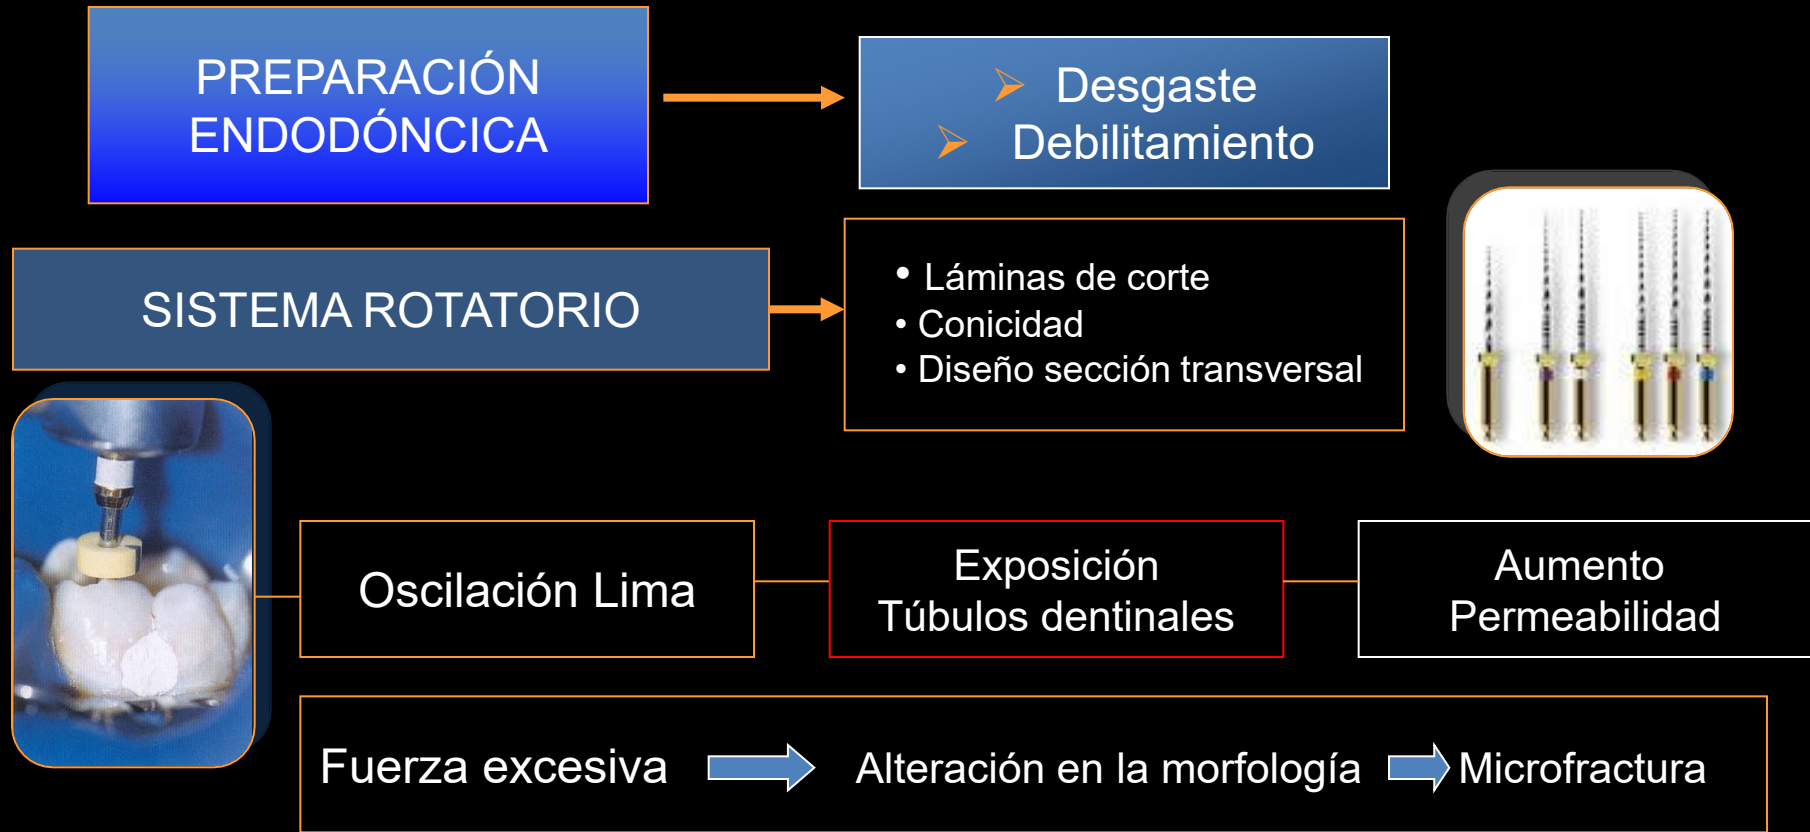 PREPARACIÓN
ENDODÓNCICA
Desgaste
Debilitamiento
SISTEMA ROTATORIO
• Láminas de corte
• Conicidad
• Diseño sección transversal
Oscilación Lima
Exposición
Túbulos dentinales
Aumento
Permeabilidad
Fuerza excesiva
Alteración en la morfología
Microfractura